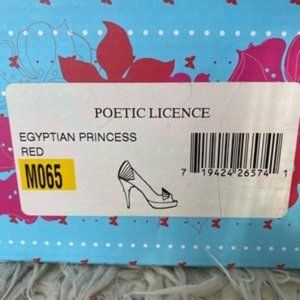 POETIC LICENCE
EGYPTIAN PRINCESS
RED
M065
7 19424 26574 1